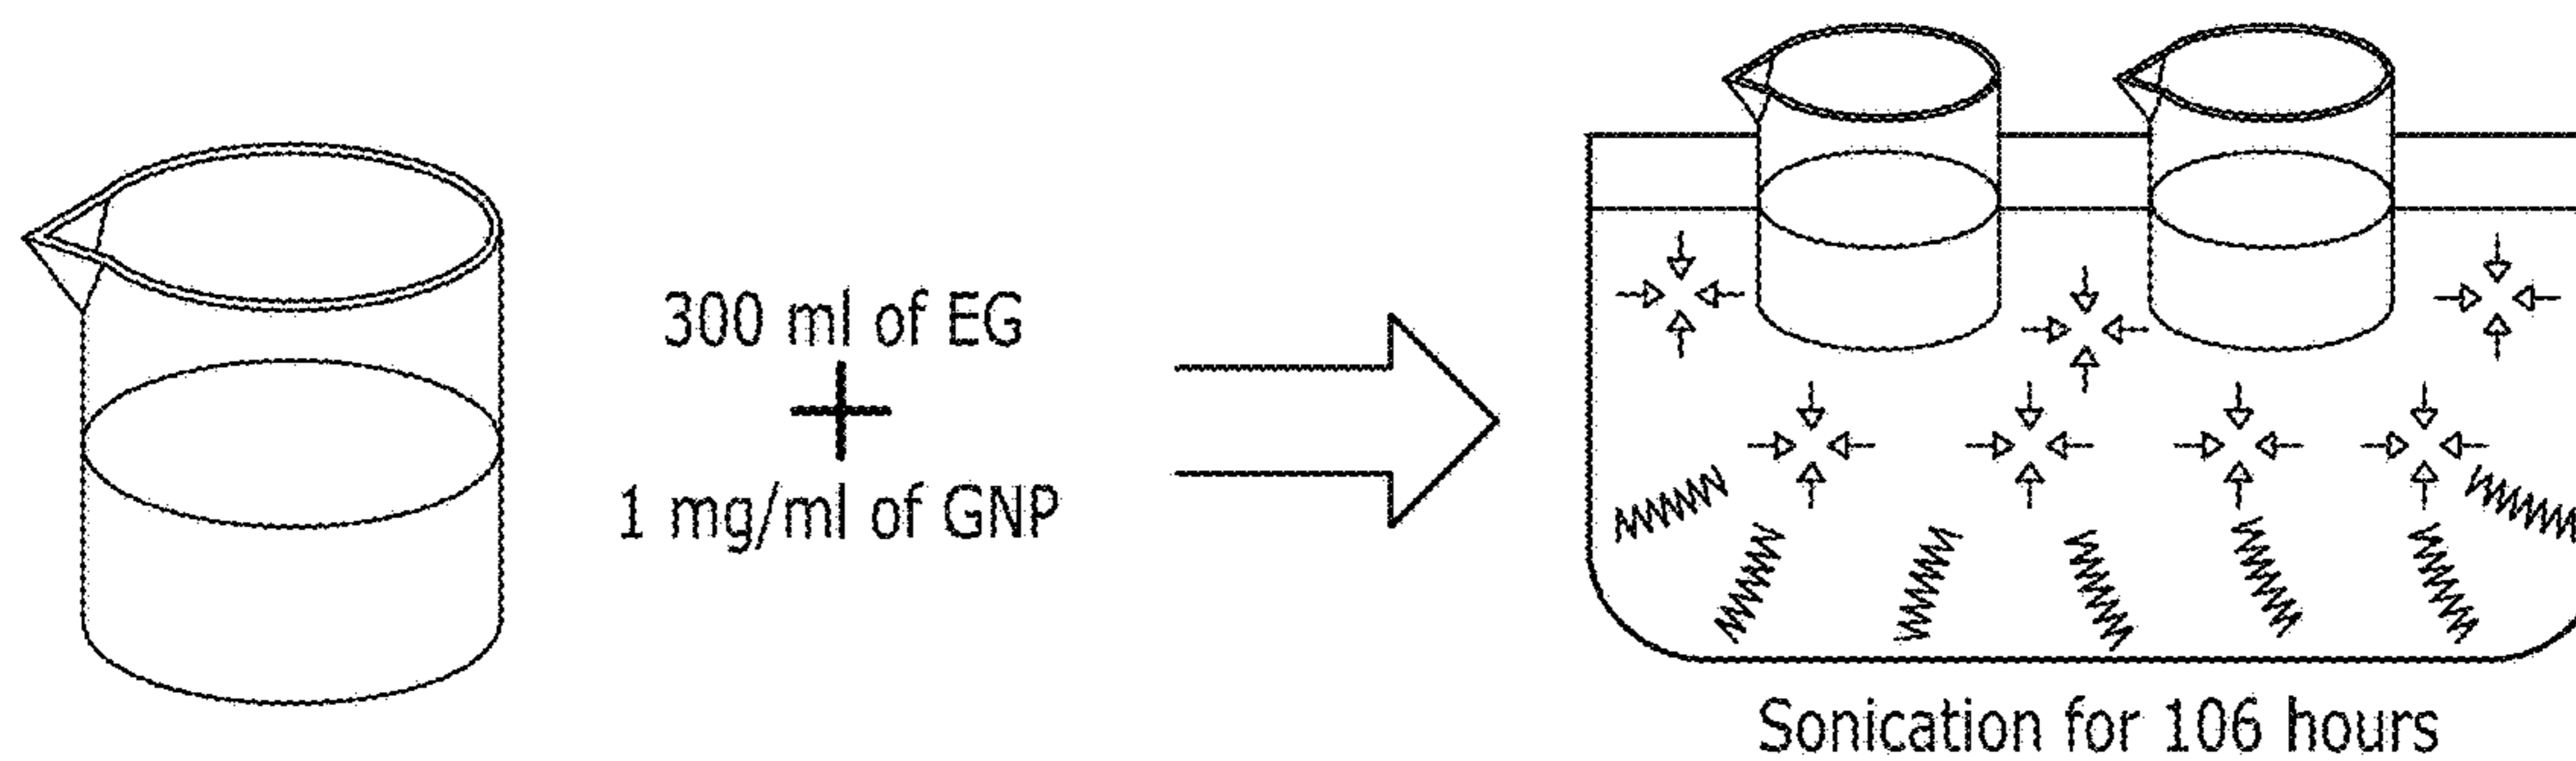 300 ml of EG
+
1 mg/ml of GNP
Sonication for 106 hours